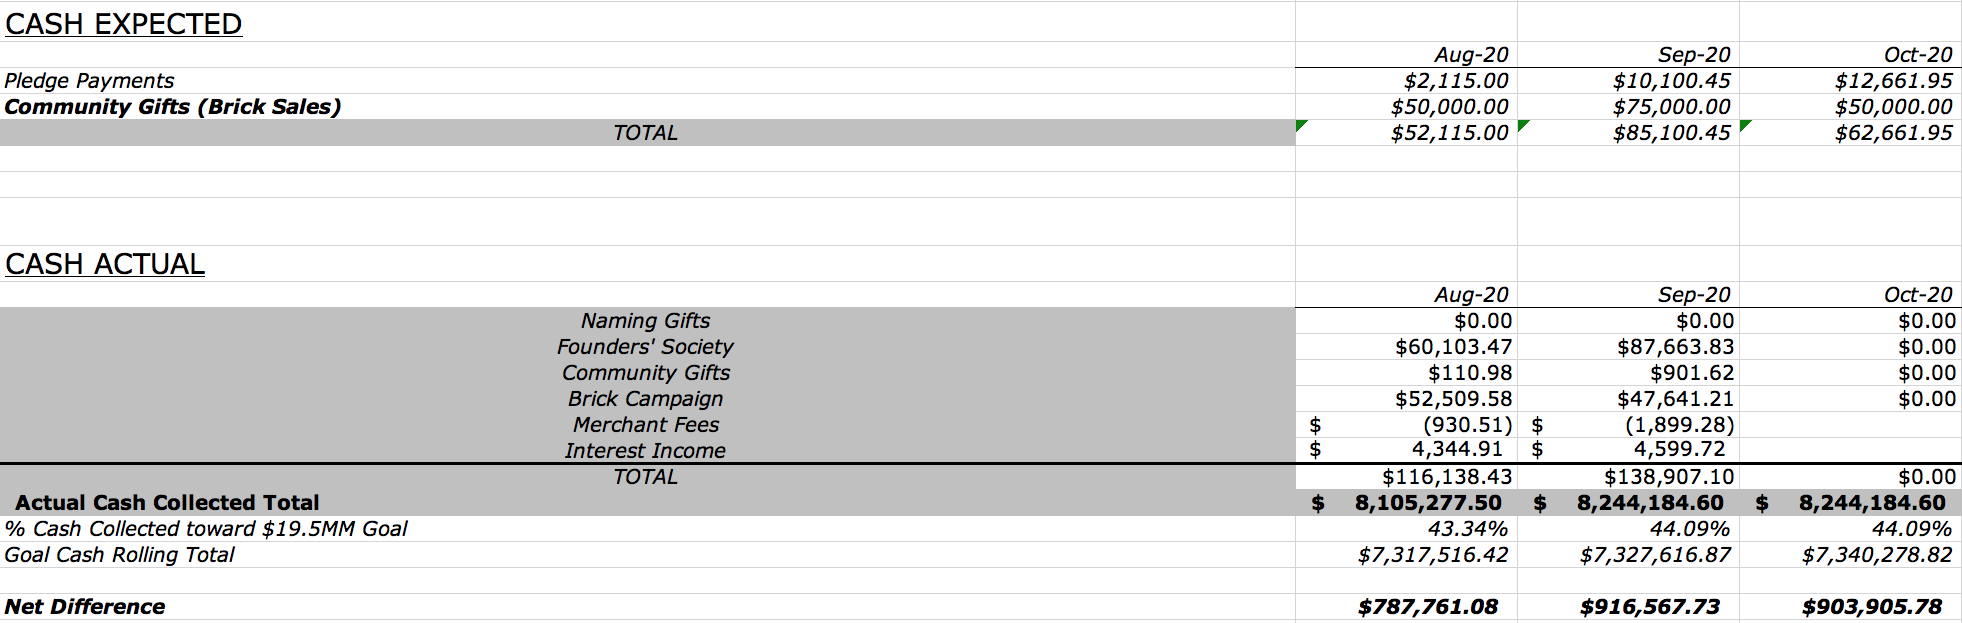 CASH EXPECTED
Aug-20 Sep-20 Oct-20
Pledge Payments $2,115.00 $10,100.45 $12,661.95
Community Gifts (Brick Sales) $50,000.00 $75,000.00 $50,000.00
TOTAL $52,115.00 $85,100.45 $62,661.95
CASH ACTUAL
Aug-20 Sep-20 Oct-20
Naming Gifts $0.00 $0.00 $0.00
Founders' Society $60,103.47 $87,663.83 $0.00
Community Gifts $110.98 $901.62 $0.00
Brick Campaign $52,509.58 $47,641.21 $0.00
Merchant Fees $ (930.51) $ (1,899.28)
Interest Income $ 4,344.91 $ 4,599.72
TOTAL $116,138.43 $138,907.10 $0.00
Actual Cash Collected Total $ 8,105,277.50 $ 8,244,184.60 $ 8,244,184.60
% Cash Collected toward $19.5MM Goal 43.34% 44.09% 44.09%
Goal Cash Rolling Total $7,317,516.42 $7,327,616.87 $7,340,278.82
Net Difference $787,761.08 $916,567.73 $903,905.78